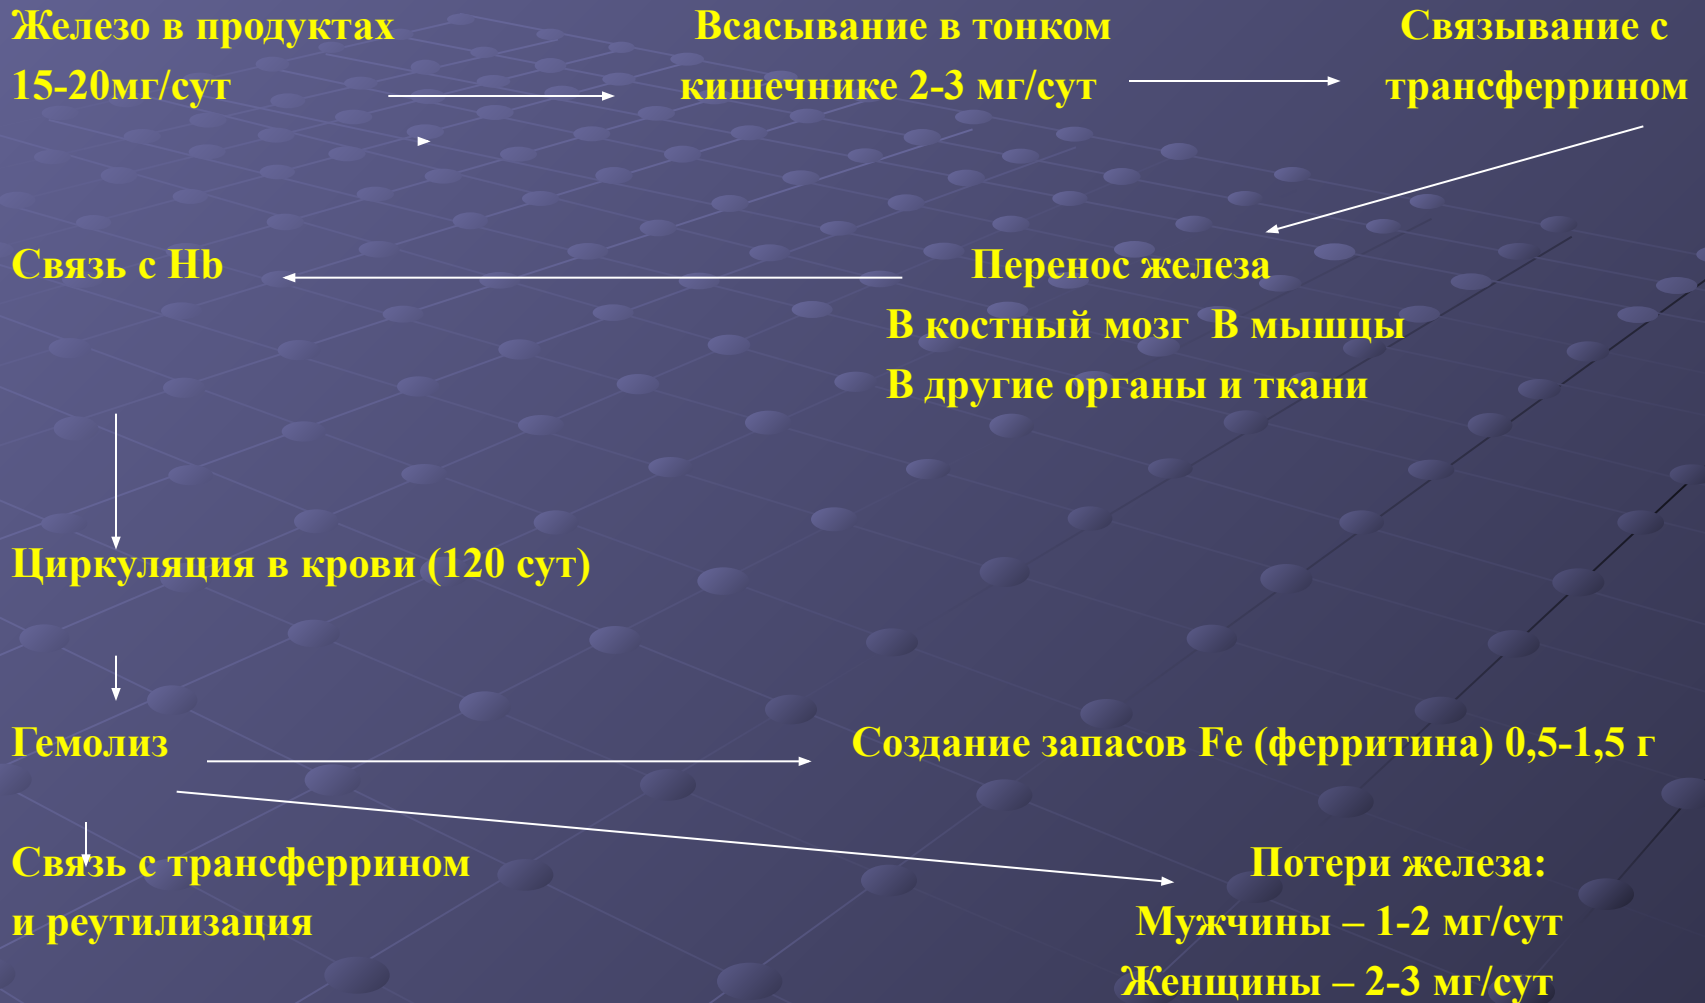 Железо в продуктах
15-20мг/сут
Всасывание в тонком
кишечнике 2-3 мг/сут
Связывание с
трансферрином
Связь с Hb
Перенос железа
В костный мозг В мышцы
В другие органы и ткани
Циркуляция в крови (120 сут)
Гемолиз
Создание запасов Fe (ферритина) 0,5-1,5 г
Связь с трансферрином
и реутилизация
Потери железа:
Мужчины – 1-2 мг/сут
Женщины – 2-3 мг/сут